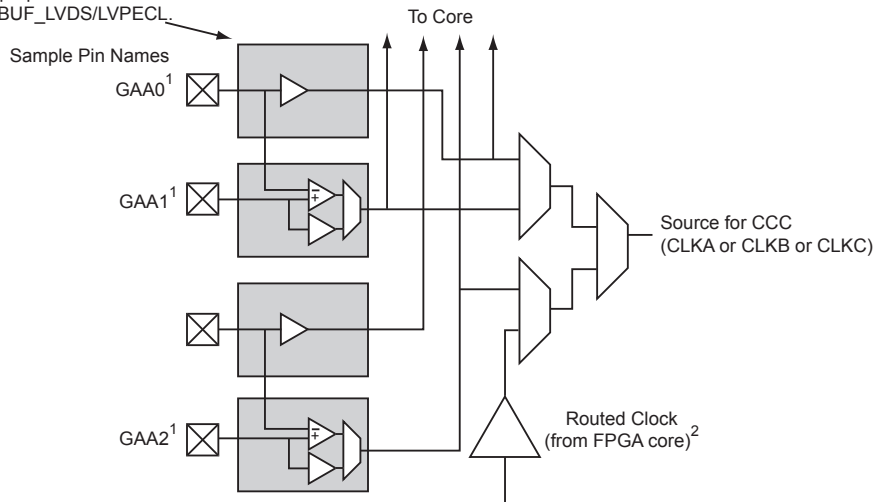 BUF_LVDS/LVPECL.
To Core
Sample Pin Names
GAA0¹
GAA1¹
Source for CCC
(CLKA or CLKB or CLKC)
GAA2¹
Routed Clock
(from FPGA core)²